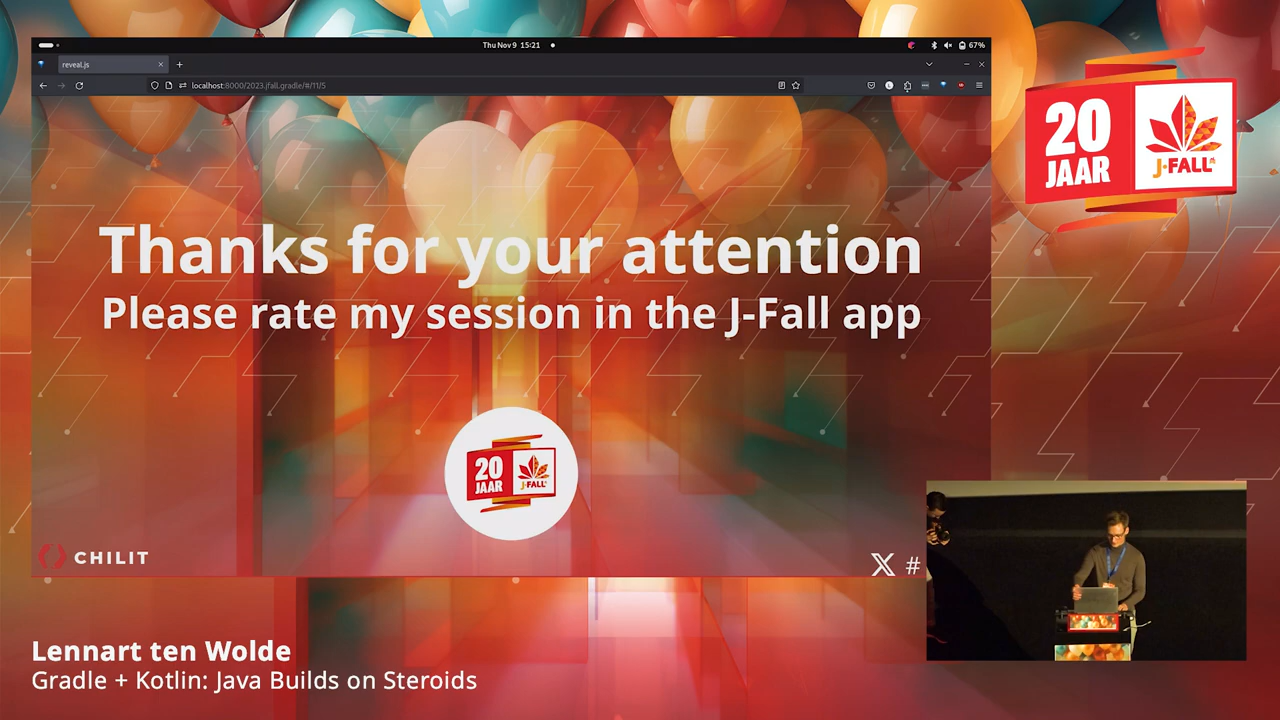 Thu Nov 9 15:21
67%
reveal.js
localhost:8000/2023.jfall.gradle/#/11/5
20
JAAR
J-FALL
Thanks for your attention
Please rate my session in the J-Fall app
20
JAAR
J-FALL
CHILIT
X #
Lennart ten Wolde
Gradle + Kotlin: Java Builds on Steroids